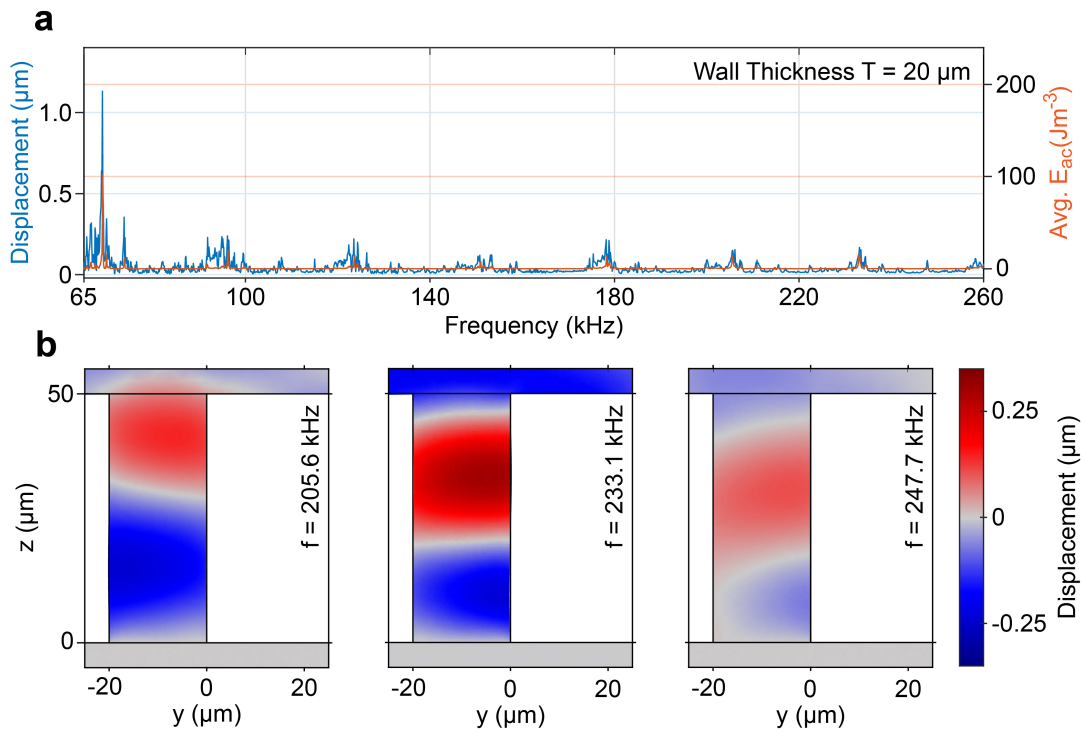 a
Wall Thickness T = 20 µm
Displacement (µm)
1.0
0.5
0
200
100
0
Avg. Eac(Jm-3)
65
100
140
180
220
260
Frequency (kHz)
b
z (µm)
50
0
f = 205.6 kHz
-20
0
20
y (µm)
f = 233.1 kHz
-20
0
20
y (µm)
f = 247.7 kHz
-20
0
20
y (µm)
0.25
0
-0.25
Displacement (µm)